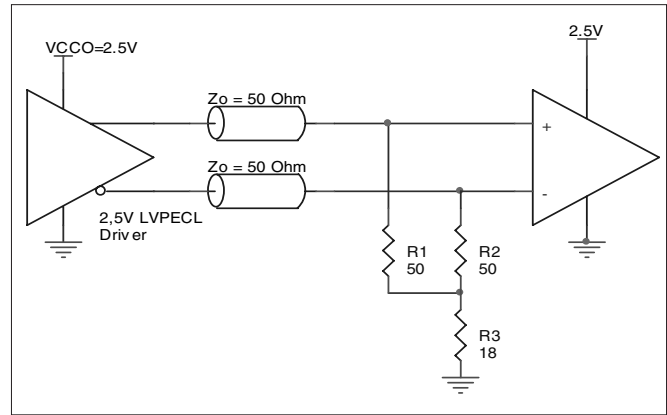 VCCO=2.5V
2.5V
Zo = 50 Ohm
+
Zo = 50 Ohm
-
2,5V LVPECL
Driver
R1
50
R2
50
R3
18